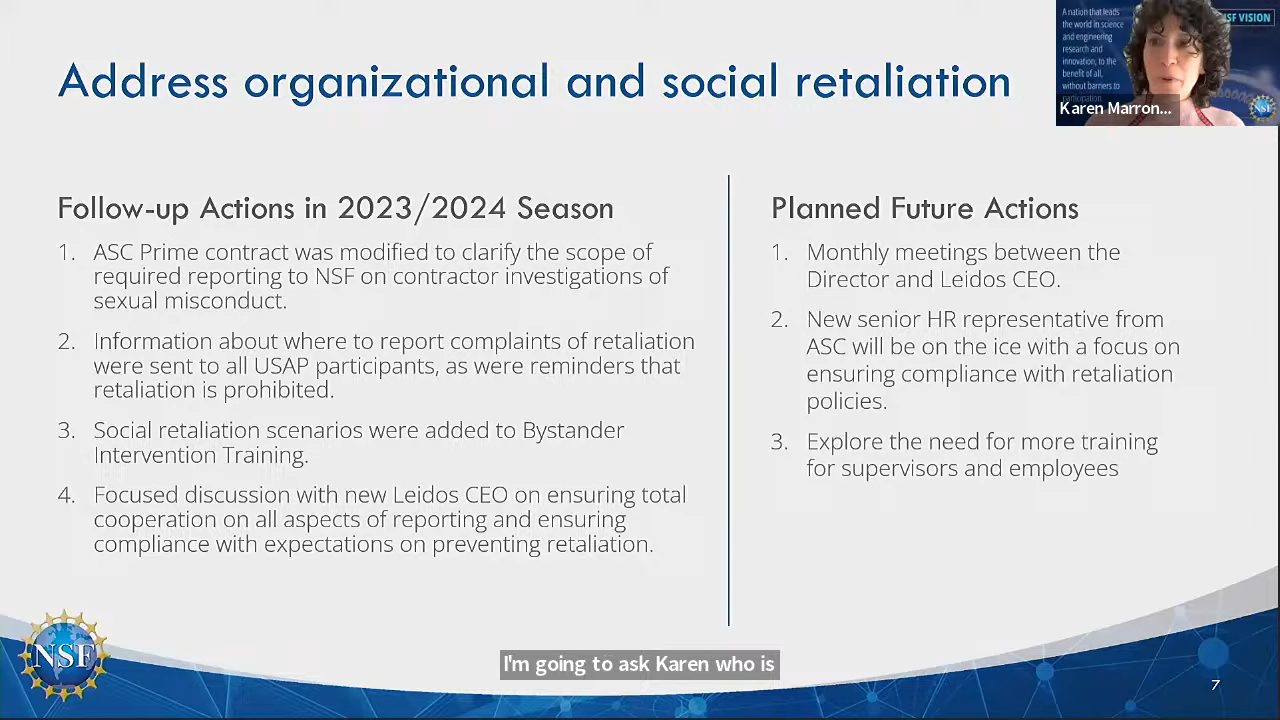 Address organizational and social retaliation
A nation that leads
the world in science
and engineering
research and
innovation, to the
benefit of all,
without barriers to
participation.
NSF VISION
Karen Marron...
NSF
Follow-up Actions in 2023/2024 Season
1. ASC Prime contract was modified to clarify the scope of
required reporting to NSF on contractor investigations of
sexual misconduct.
2. Information about where to report complaints of retaliation
were sent to all USAP participants, as were reminders that
retaliation is prohibited.
3. Social retaliation scenarios were added to Bystander
Intervention Training.
4. Focused discussion with new Leidos CEO on ensuring total
cooperation on all aspects of reporting and ensuring
compliance with expectations on preventing retaliation.
Planned Future Actions
1. Monthly meetings between the
Director and Leidos CEO.
2. New senior HR representative from
ASC will be on the ice with a focus on
ensuring compliance with retaliation
policies.
3. Explore the need for more training
for supervisors and employees
NSF
I'm going to ask Karen who is
7